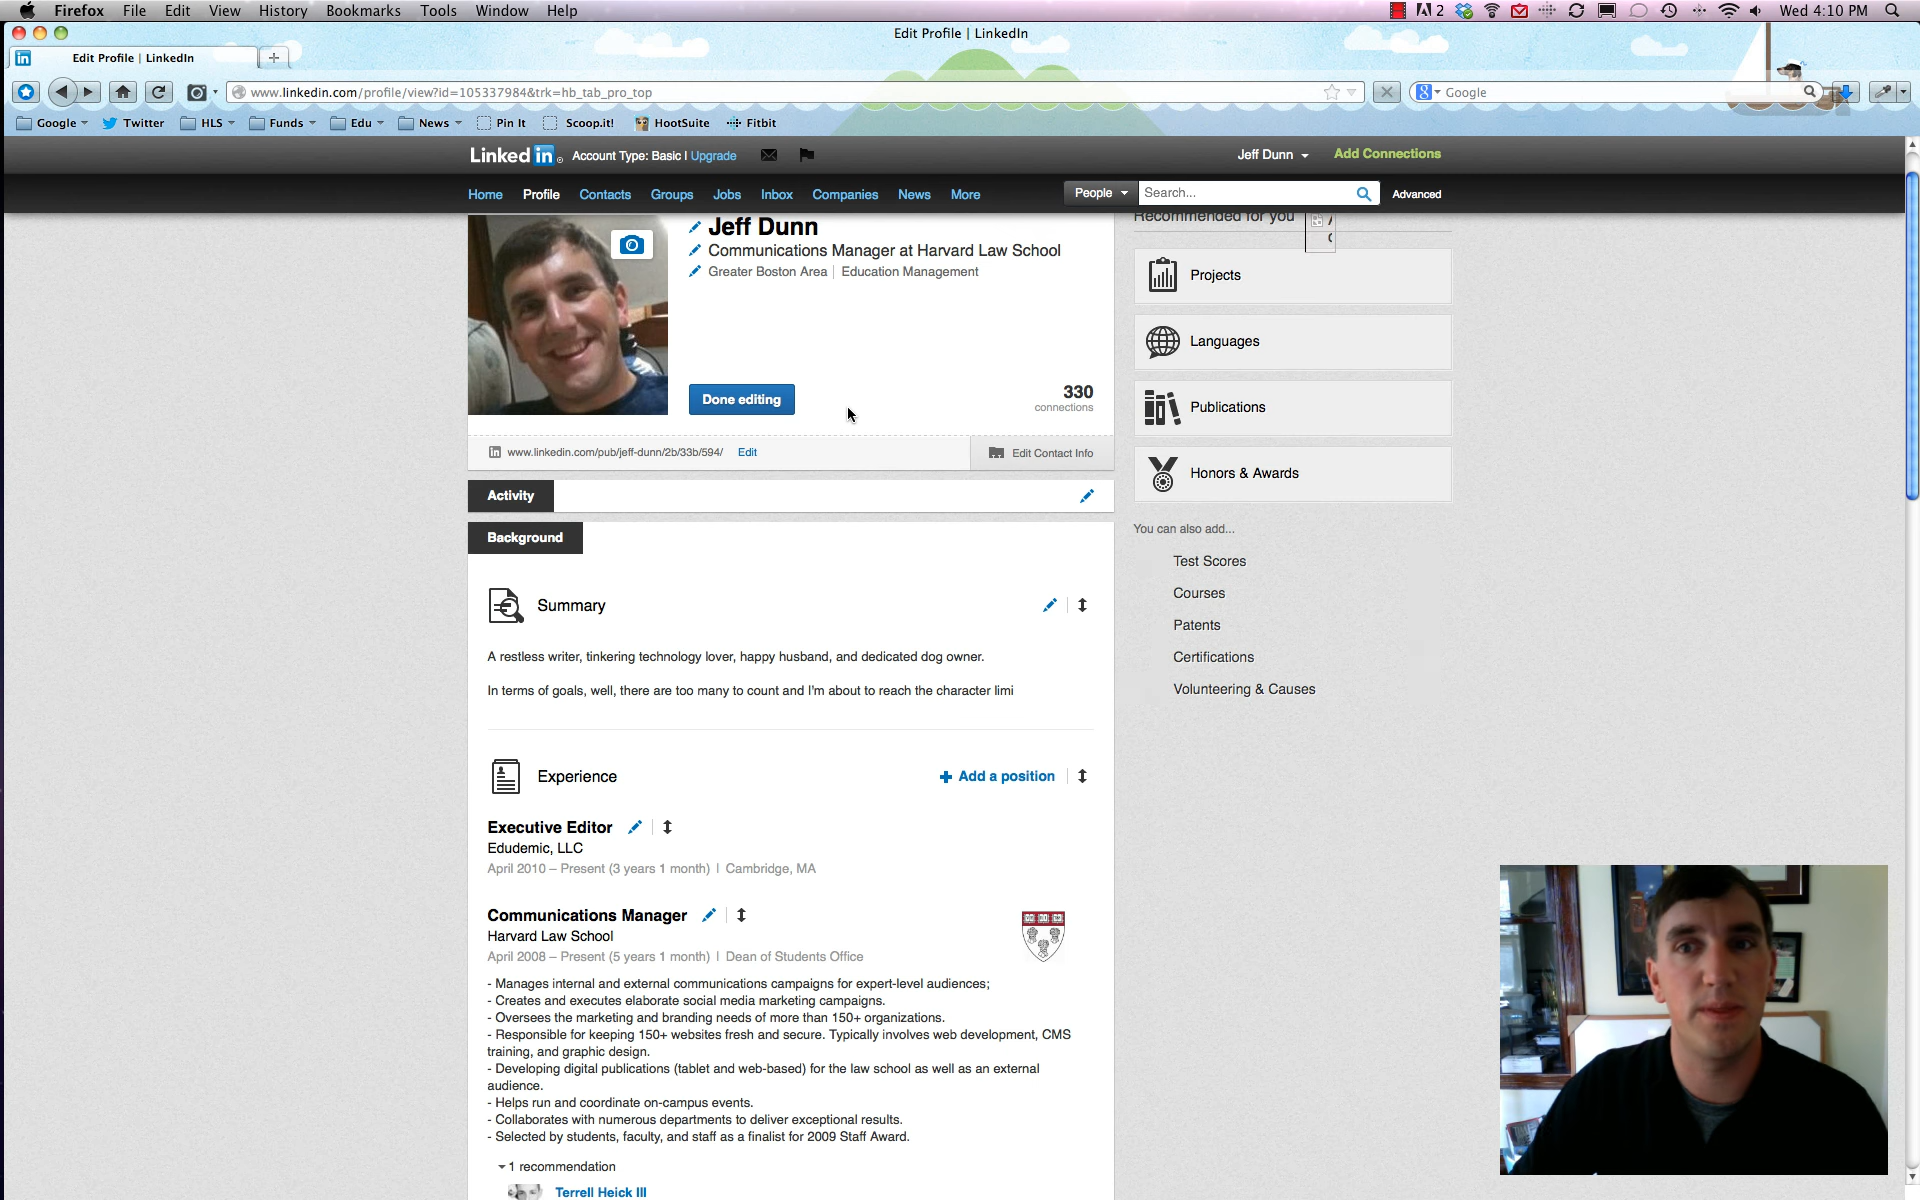 Firefox File Edit View History Bookmarks Tools Window Help 2 Wed 4:10 PM
Edit Profile | LinkedIn
Edit Profile | LinkedIn
www.linkedin.com/profile/view?id=105337984&trk=hb_tab_pro_top Google
Google Twitter HLS Funds Edu News Pin It Scoop.it! HootSuite Fitbit
Linked in Account Type: Basic | Upgrade Jeff Dunn Add Connections
Home Profile Contacts Groups Jobs Inbox Companies News More People Search... Advanced
Recommended for you
Jeff Dunn
Communications Manager at Harvard Law School
Greater Boston Area Education Management
Done editing
330
connections
www.linkedin.com/pub/jeff-dunn/2b/33b/594/ Edit Edit Contact Info
Activity
Background
Summary
A restless writer, tinkering technology lover, happy husband, and dedicated dog owner.
In terms of goals, well, there are too many to count and I'm about to reach the character limi
Experience
+ Add a position
Executive Editor
Edudemic, LLC
April 2010 – Present (3 years 1 month) | Cambridge, MA
Communications Manager
Harvard Law School
April 2008 – Present (5 years 1 month) | Dean of Students Office
- Manages internal and external communications campaigns for expert-level audiences;
- Creates and executes elaborate social media marketing campaigns.
- Oversees the marketing and branding needs of more than 150+ organizations.
- Responsible for keeping 150+ websites fresh and secure. Typically involves web development, CMS
training, and graphic design.
- Developing digital publications (tablet and web-based) for the law school as well as an external
audience.
- Helps run and coordinate on-campus events.
- Collaborates with numerous departments to deliver exceptional results.
- Selected by students, faculty, and staff as a finalist for 2009 Staff Award.
1 recommendation
Terrell Heick III
Projects
Languages
Publications
Honors & Awards
You can also add...
Test Scores
Courses
Patents
Certifications
Volunteering & Causes